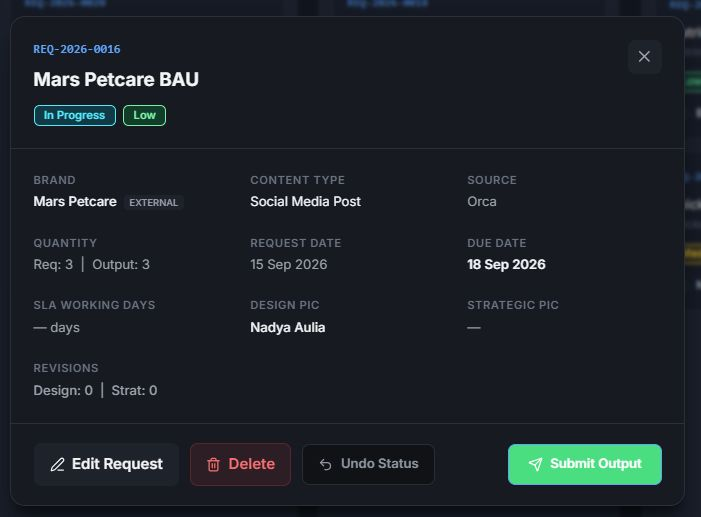 REQ-2026-0016
Mars Petcare BAU
In Progress Low
BRAND CONTENT TYPE SOURCE
Mars Petcare EXTERNAL Social Media Post Orca
QUANTITY REQUEST DATE DUE DATE
Req: 3 | Output: 3 15 Sep 2026 18 Sep 2026
SLA WORKING DAYS DESIGN PIC STRATEGIC PIC
— days Nadya Aulia —
REVISIONS
Design: 0 | Strat: 0
Edit Request Delete Undo Status Submit Output